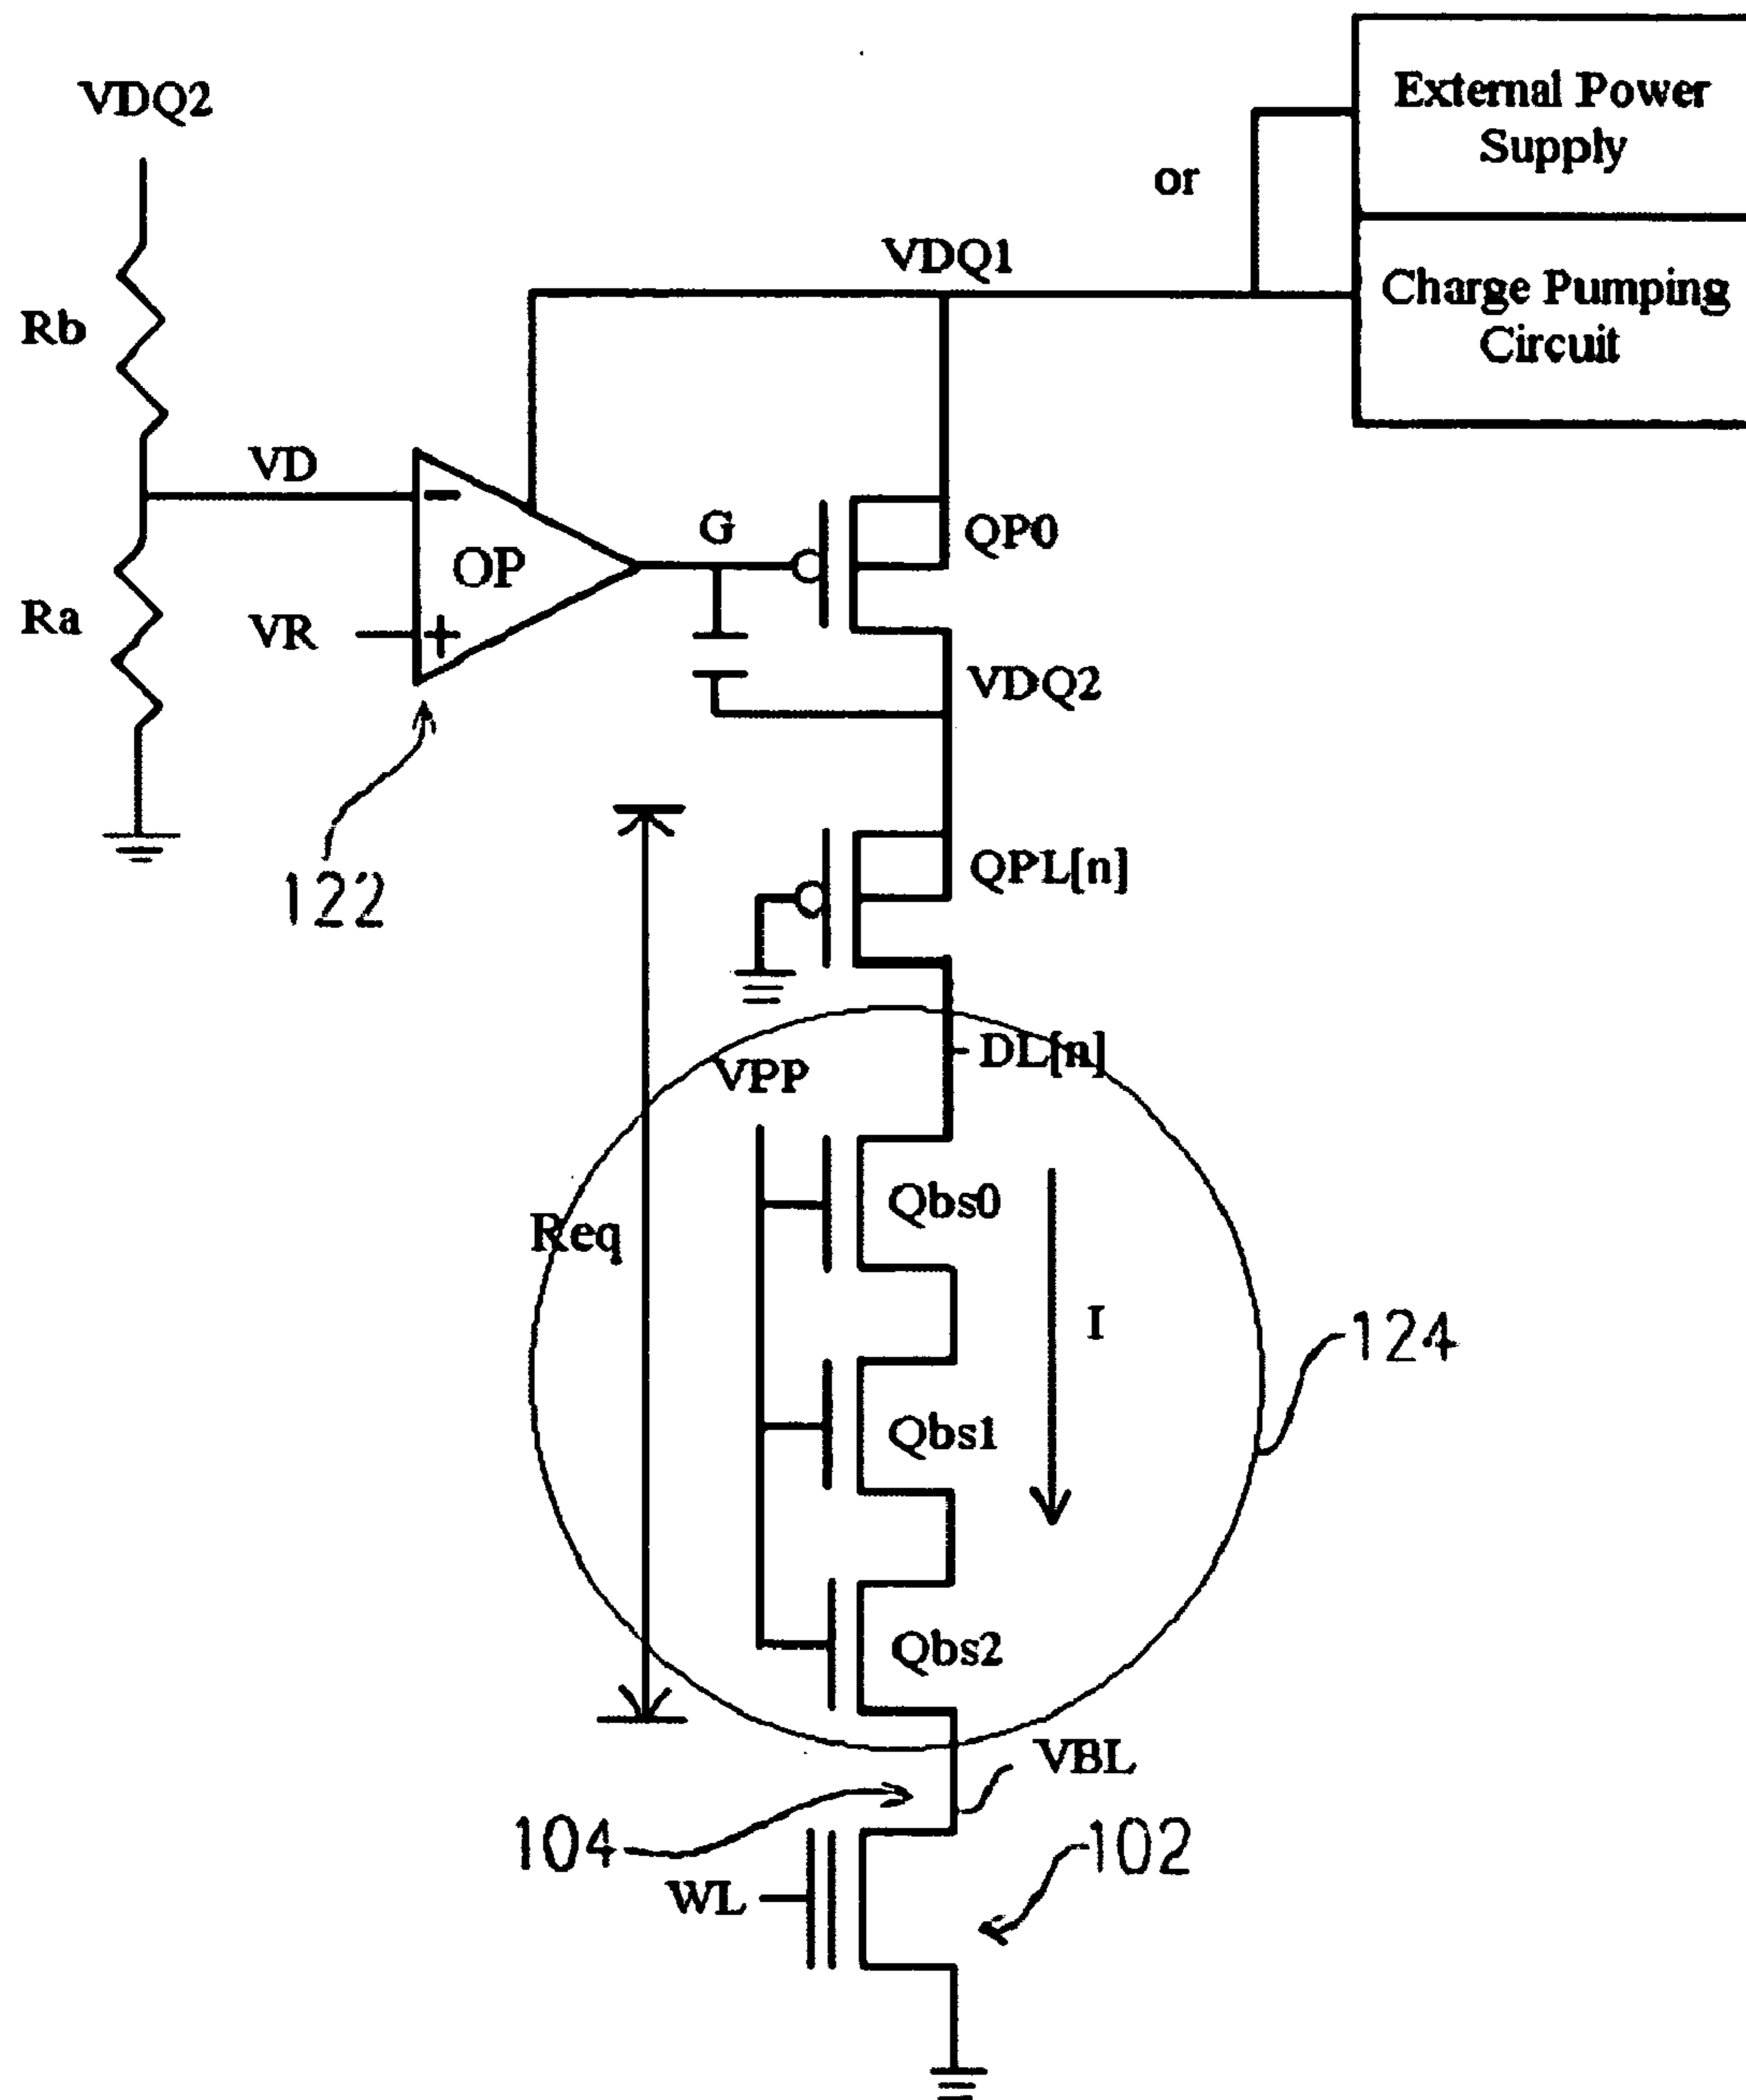 External Power
Supply
VDQ2
or
VDQ1
Charge Pumping
Circuit
Rb
VD
-
G
QP0
OP
Ra
VR
+
VDQ2
QPL[n]
122
DL[n]
VPP
Qbs0
Req
I
124
Qbs1
Qbs2
VBL
104
102
WL